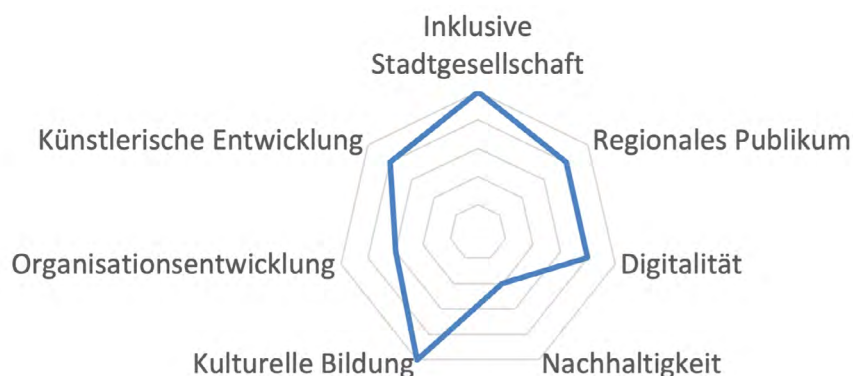 Inklusive
Stadtgesellschaft
Künstlerische Entwicklung
Regionales Publikum
Organisationsentwicklung
Digitalität
Kulturelle Bildung
Nachhaltigkeit